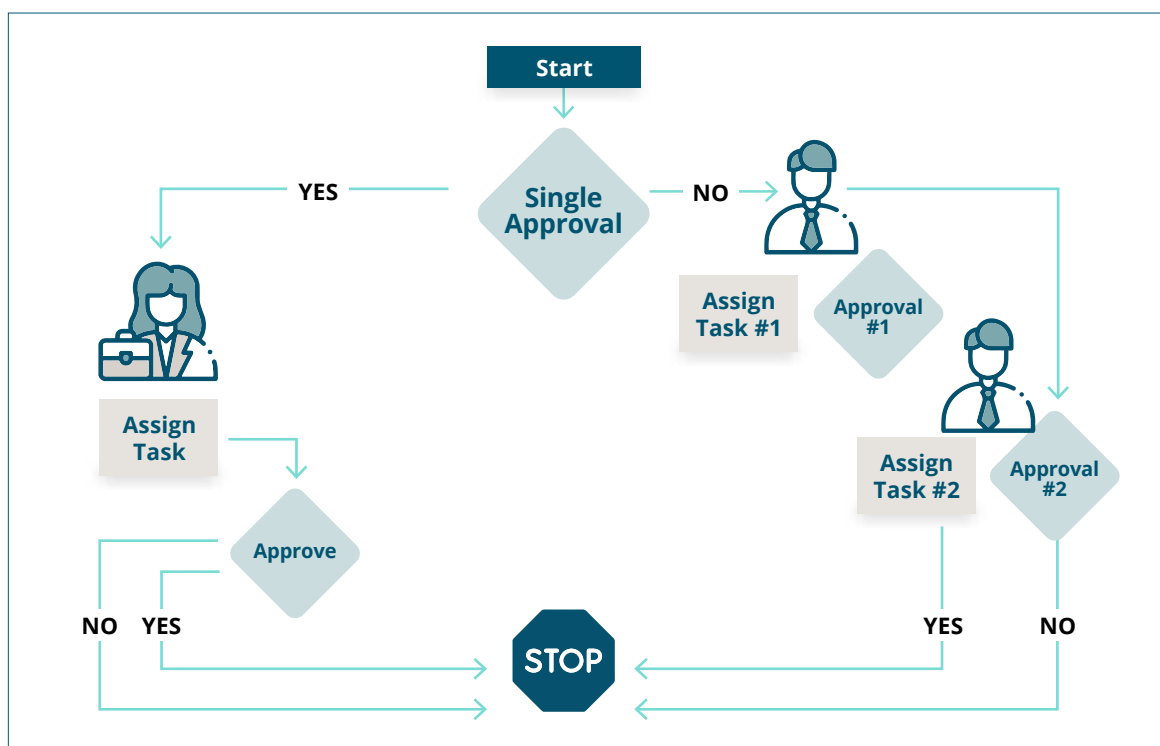 Start
Single
Approval
YES
NO
Assign
Task #1
Approval
#1
Assign
Task
Approve
Assign
Task #2
Approval
#2
NO
YES
STOP
YES
NO